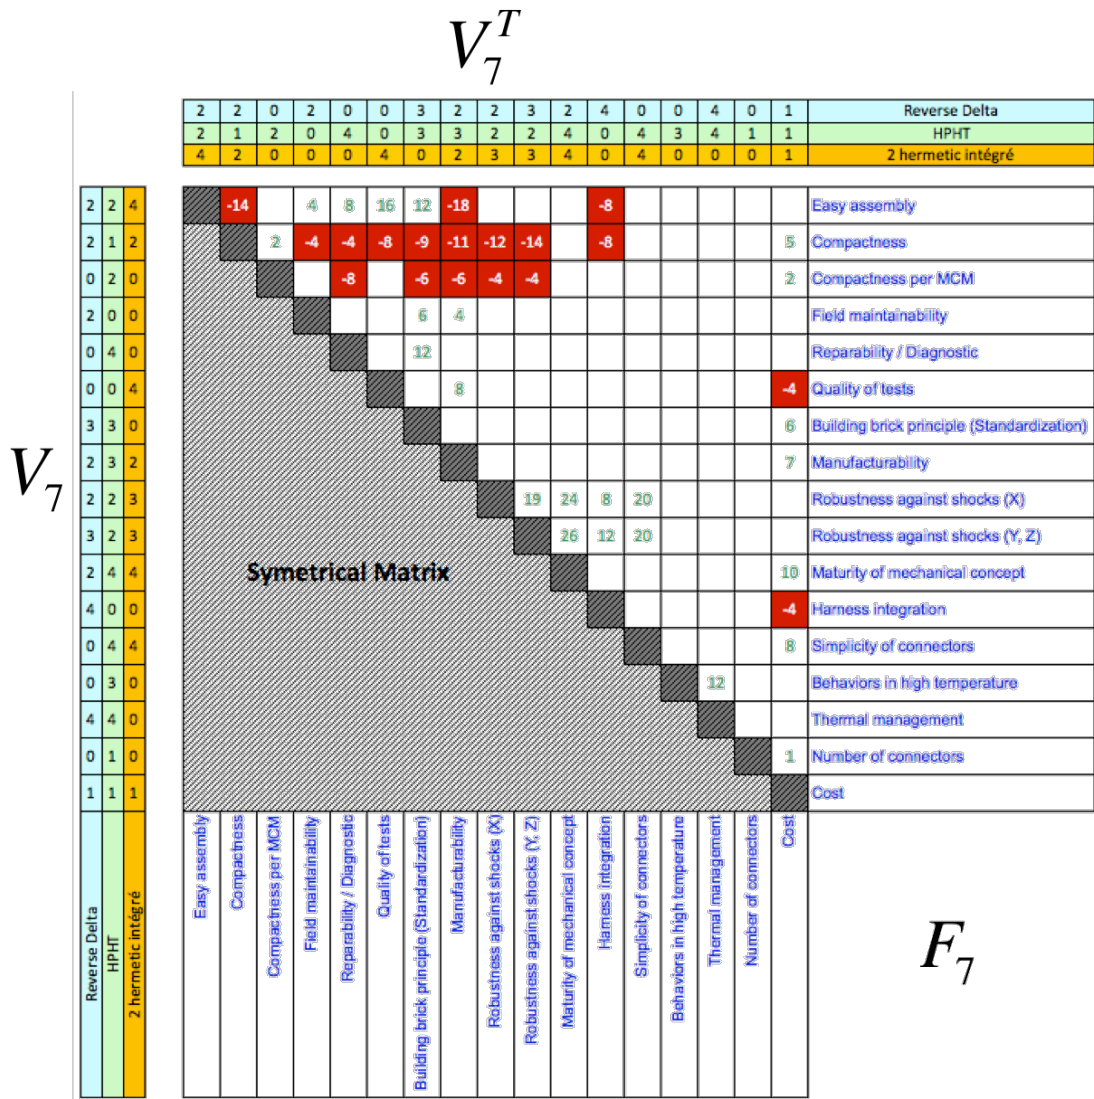 V₇ᵀ
2 2 0 2 0 0 3 2 2 3 2 4 0 0 4 0 1 Reverse Delta
2 1 2 0 4 0 3 3 2 2 4 0 4 3 4 1 1 HPHT
4 2 0 0 0 4 0 2 3 3 4 0 4 0 0 0 1 2 hermetic intégré
2 2 4 -14 4 8 16 12 -18 -8 Easy assembly
2 1 2 2 -4 -4 -8 -9 -11 -12 -14 -8 5 Compactness
0 2 0 -8 -6 -6 -4 -4 2 Compactness per MCM
2 0 0 6 4 Field maintainability
0 4 0 12 Reparability / Diagnostic
0 0 4 8 -4 Quality of tests
3 3 0 6 Building brick principle (Standardization)
2 3 2 7 Manufacturability
V₇
2 2 3 19 24 8 20 Robustness against shocks (X)
3 2 3 26 12 20 Robustness against shocks (Y, Z)
2 4 4 Symetrical Matrix 10 Maturity of mechanical concept
4 0 0 -4 Harness integration
0 4 4 8 Simplicity of connectors
0 3 0 12 Behaviors in high temperature
4 4 0 Thermal management
0 1 0 1 Number of connectors
1 1 1 Cost
Reverse Delta
HPHT
2 hermetic intégré
Easy assembly
Compactness
Compactness per MCM
Field maintainability
Reparability / Diagnostic
Quality of tests
Building brick principle (Standardization)
Manufacturability
Robustness against shocks (X)
Robustness against shocks (Y, Z)
Maturity of mechanical concept
Harness integration
Simplicity of connectors
Behaviors in high temperature
Thermal management
Number of connectors
Cost
F₇